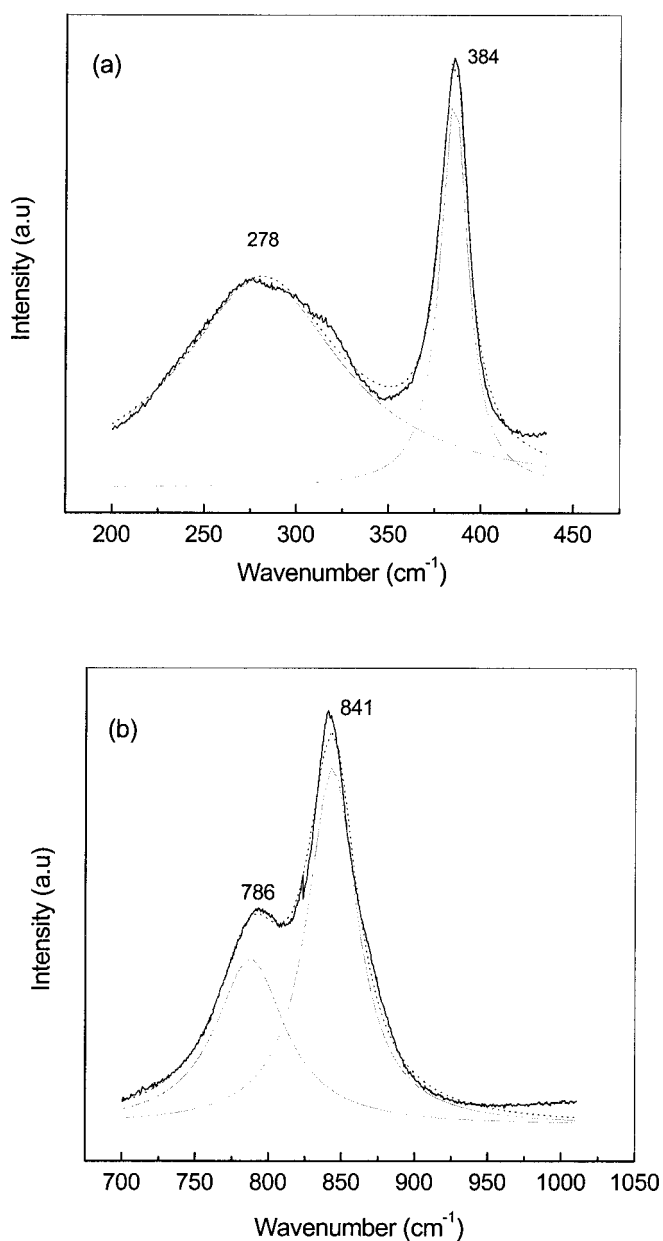 (a)
384
278
Intensity (a.u)
200 250 300 350 400 450
Wavenumber (cm⁻¹)
(b)
841
786
Intensity (a.u)
700 750 800 850 900 950 1000 1050
Wavenumber (cm⁻¹)